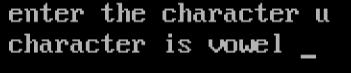 enter the character u
character is vowel _